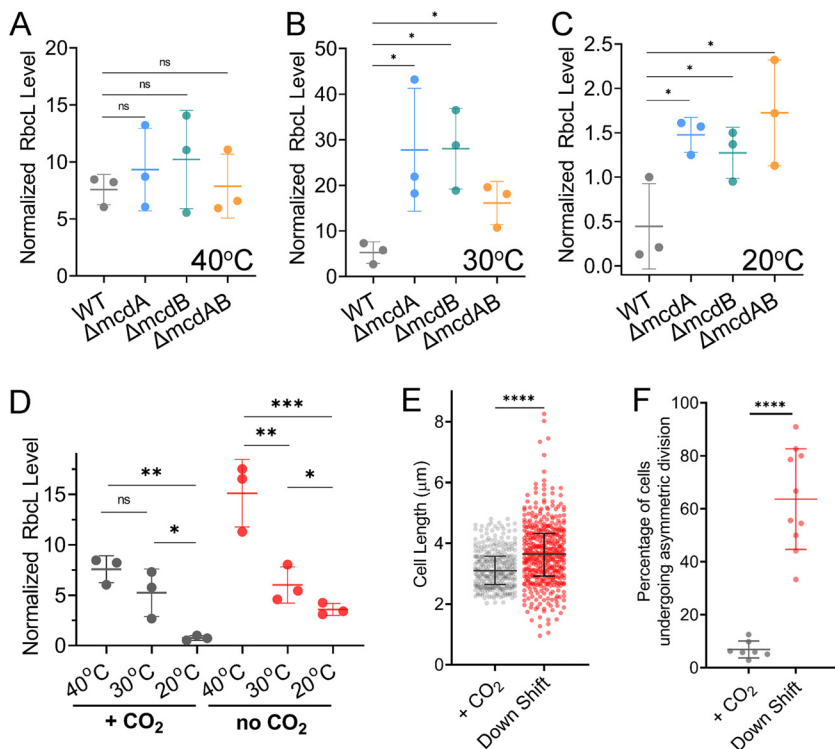 A
Normalized RbcL Level
20
15
10
5
0
ns
ns
ns
40°C
WT
ΔmcdA
ΔmcdB
ΔmcdAB
B
Normalized RbcL Level
50
40
30
20
10
0
*
*
*
30°C
WT
ΔmcdA
ΔmcdB
ΔmcdAB
C
Normalized RbcL Level
2.5
2.0
1.5
1.0
0.5
0.0
*
*
*
20°C
WT
ΔmcdA
ΔmcdB
ΔmcdAB
D
Normalized RbcL Level
15
10
5
0
**
ns
*
***
**
*
40°C
30°C
20°C
40°C
30°C
20°C
+ CO₂
no CO₂
E
Cell Length (μm)
8
6
4
2
0
****
+ CO₂
Down Shift
F
Percentage of cells
undergoing asymmetric division
100
80
60
40
20
0
****
+ CO₂
Down Shift